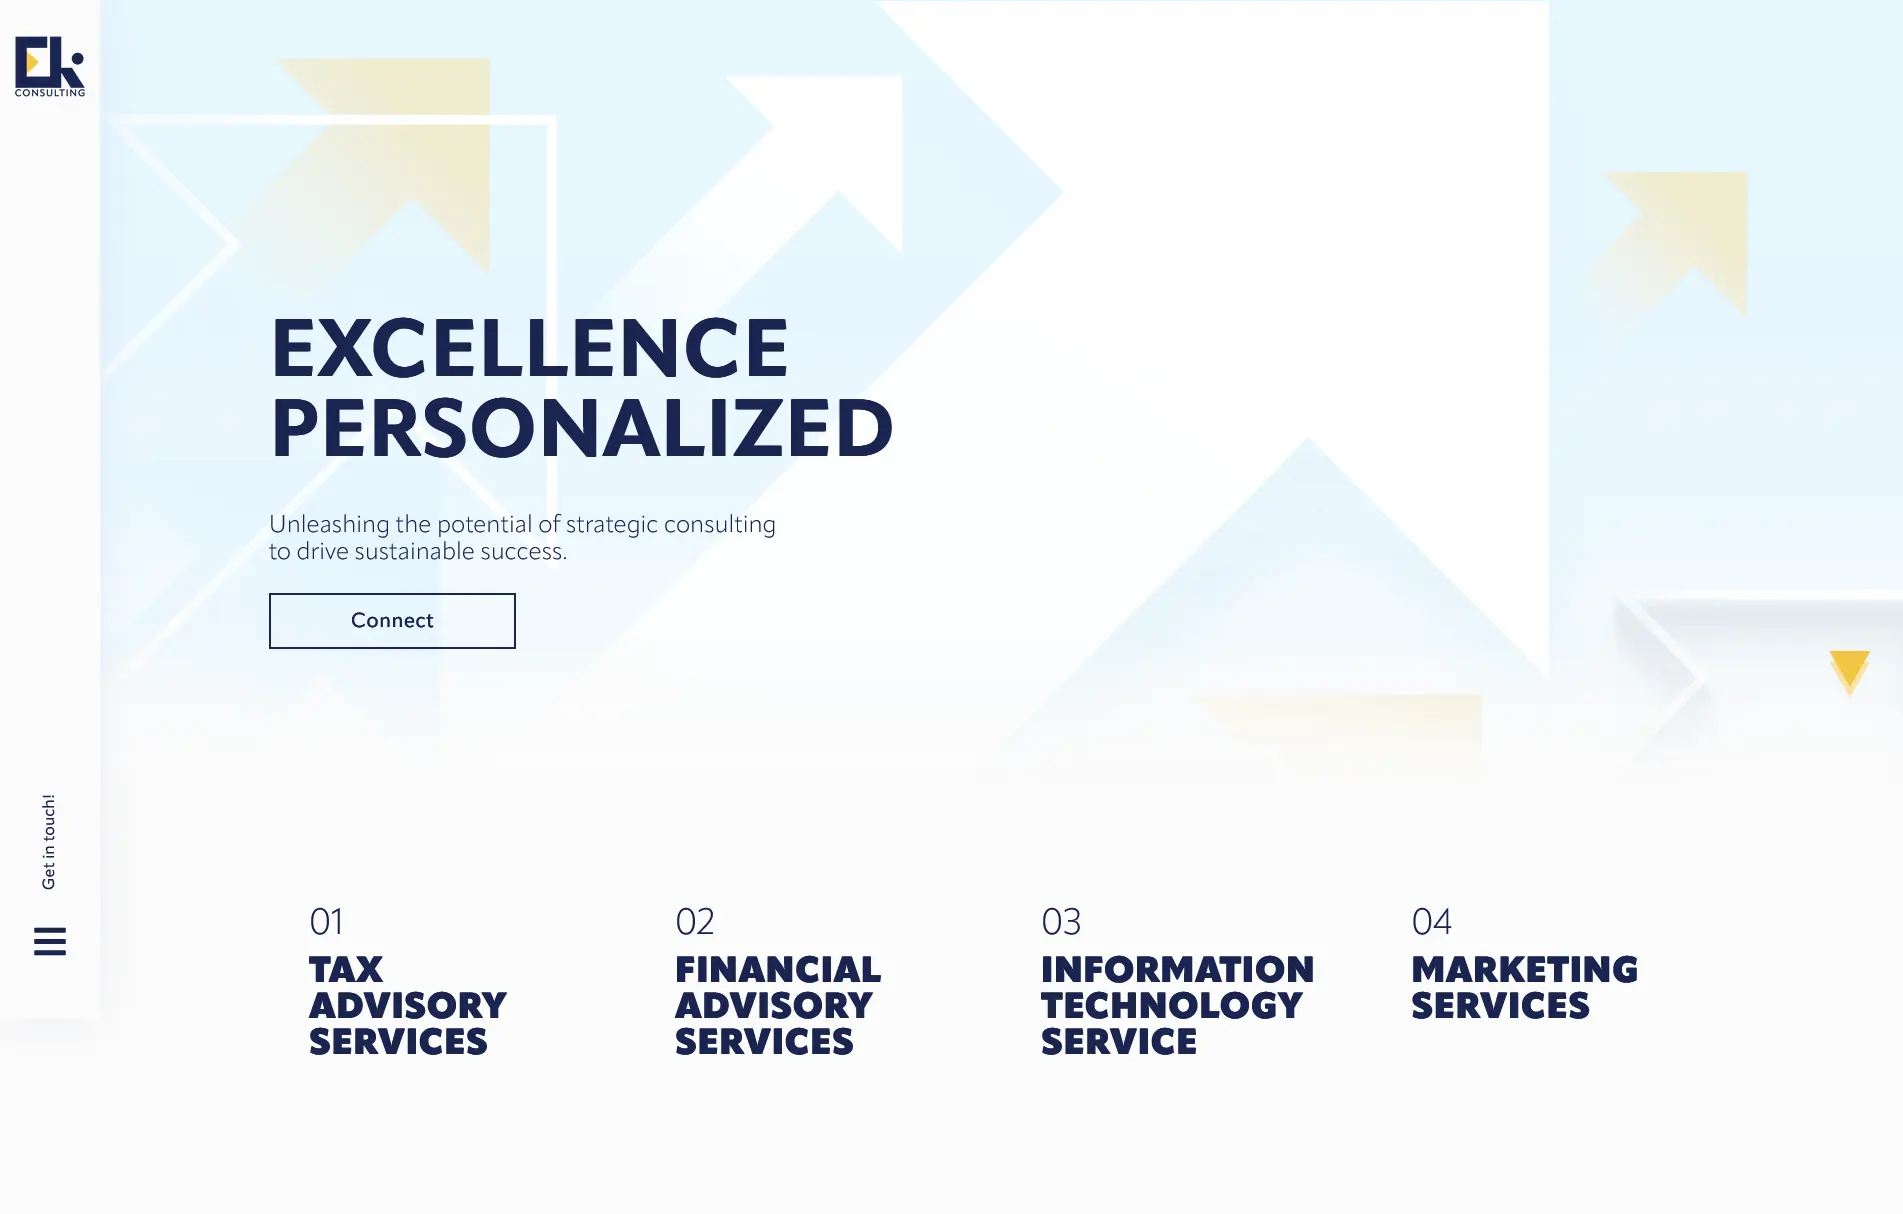 Ek
CONSULTING
EXCELLENCE
PERSONALIZED
Unleashing the potential of strategic consulting
to drive sustainable success.
Connect
Get in touch!
01
TAX
ADVISORY
SERVICES
02
FINANCIAL
ADVISORY
SERVICES
03
INFORMATION
TECHNOLOGY
SERVICE
04
MARKETING
SERVICES